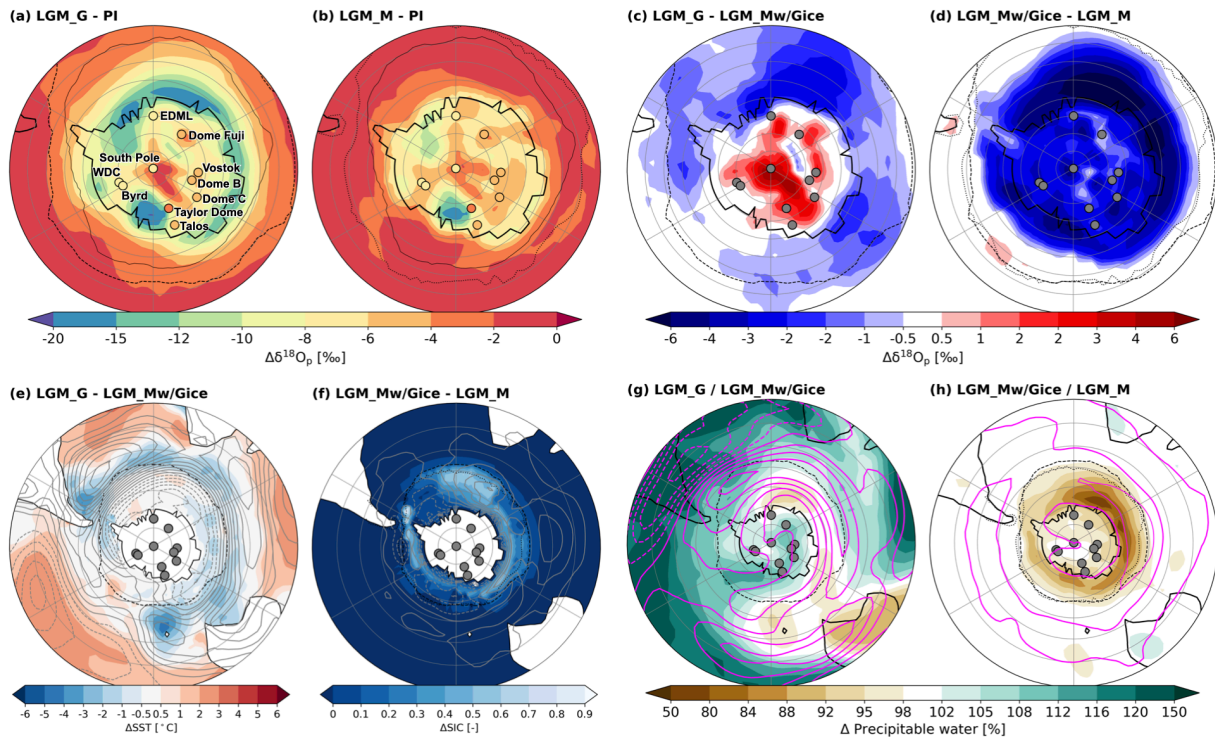 (a) LGM_G - PI
(b) LGM_M - PI
(c) LGM_G - LGM_Mw/Gice
(d) LGM_Mw/Gice - LGM_M
EDML
Dome Fuji
South Pole
Vostok
WDC
Dome B
Byrd
Dome C
Taylor Dome
Talos
-20 -15 -12 -10 -8 -6 -4 -2 0
Δδ¹⁸Oₚ [‰]
-6 -4 -3 -2 -1 -0.5 0.5 1 2 3 4 6
Δδ¹⁸Oₚ [‰]
(e) LGM_G - LGM_Mw/Gice
(f) LGM_Mw/Gice - LGM_M
(g) LGM_G / LGM_Mw/Gice
(h) LGM_Mw/Gice / LGM_M
-6 -5 -4 -3 -2 -1 -0.5 0.5 1 2 3 4 5 6
ΔSST [°C]
0 0.1 0.2 0.3 0.4 0.5 0.6 0.7 0.8 0.9
ΔSIC [-]
50 80 84 88 92 95 98 102 105 108 112 116 120 150
Δ Precipitable water [%]